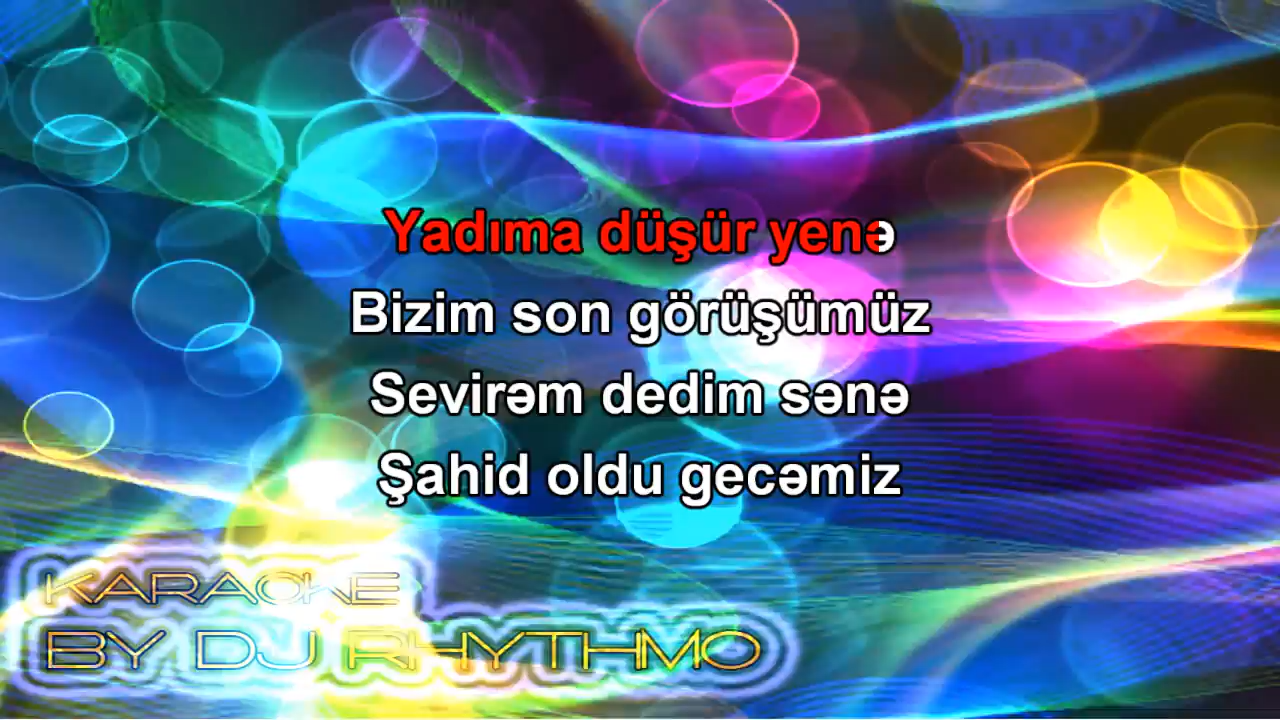 Yadıma düşür yenə
Bizim son görüşümüz
Sevirəm dedim sənə
Şahid oldu gecəmiz
KARAOKE
BY DJ RHYTHMO